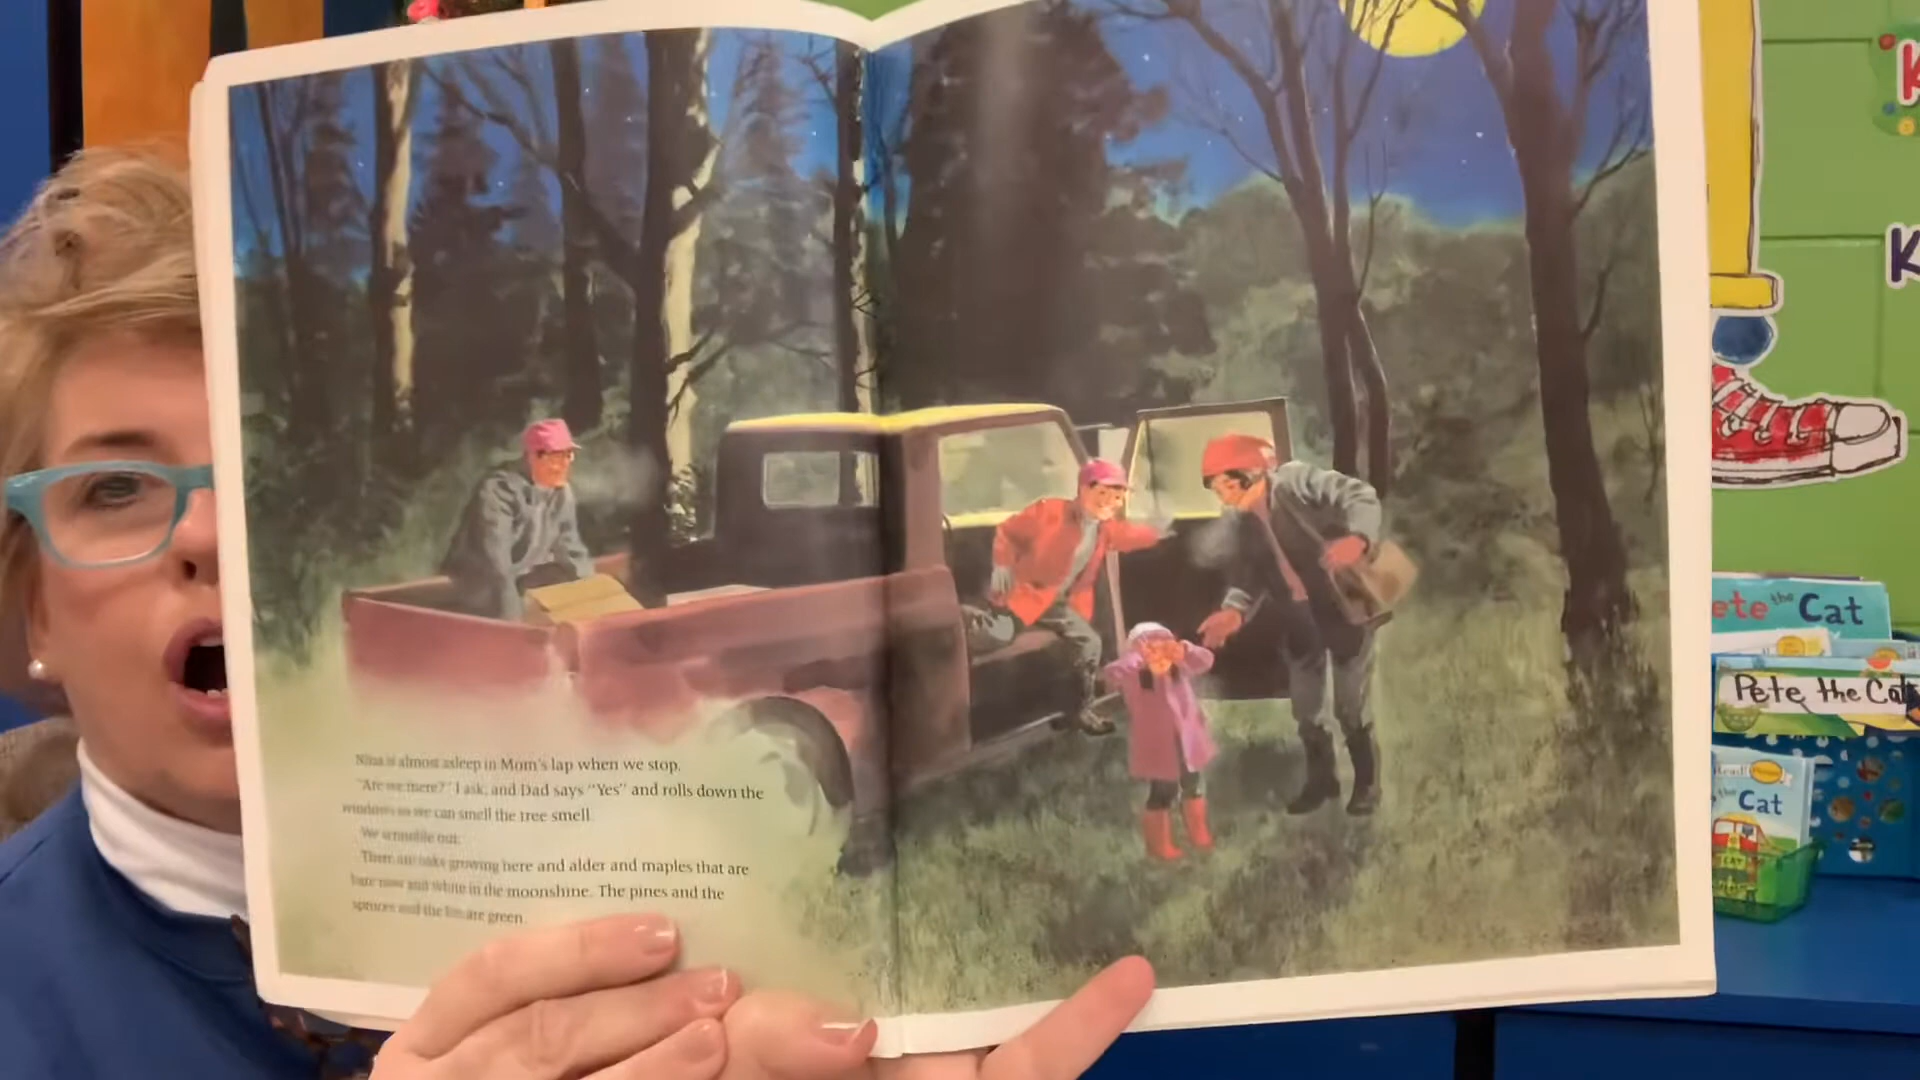 Nina is almost asleep in Mom's lap when we stop.
"Are we there?" I ask, and Dad says "Yes" and rolls down the
windows so we can smell the tree smell.
We scramble out.
There are oaks growing here and alder and maples that are
bare now and white in the moonshine. The pines and the
spruces and the firs are green.
K
K
Pete the Cat
Pete the Cat
Read!
the Cat